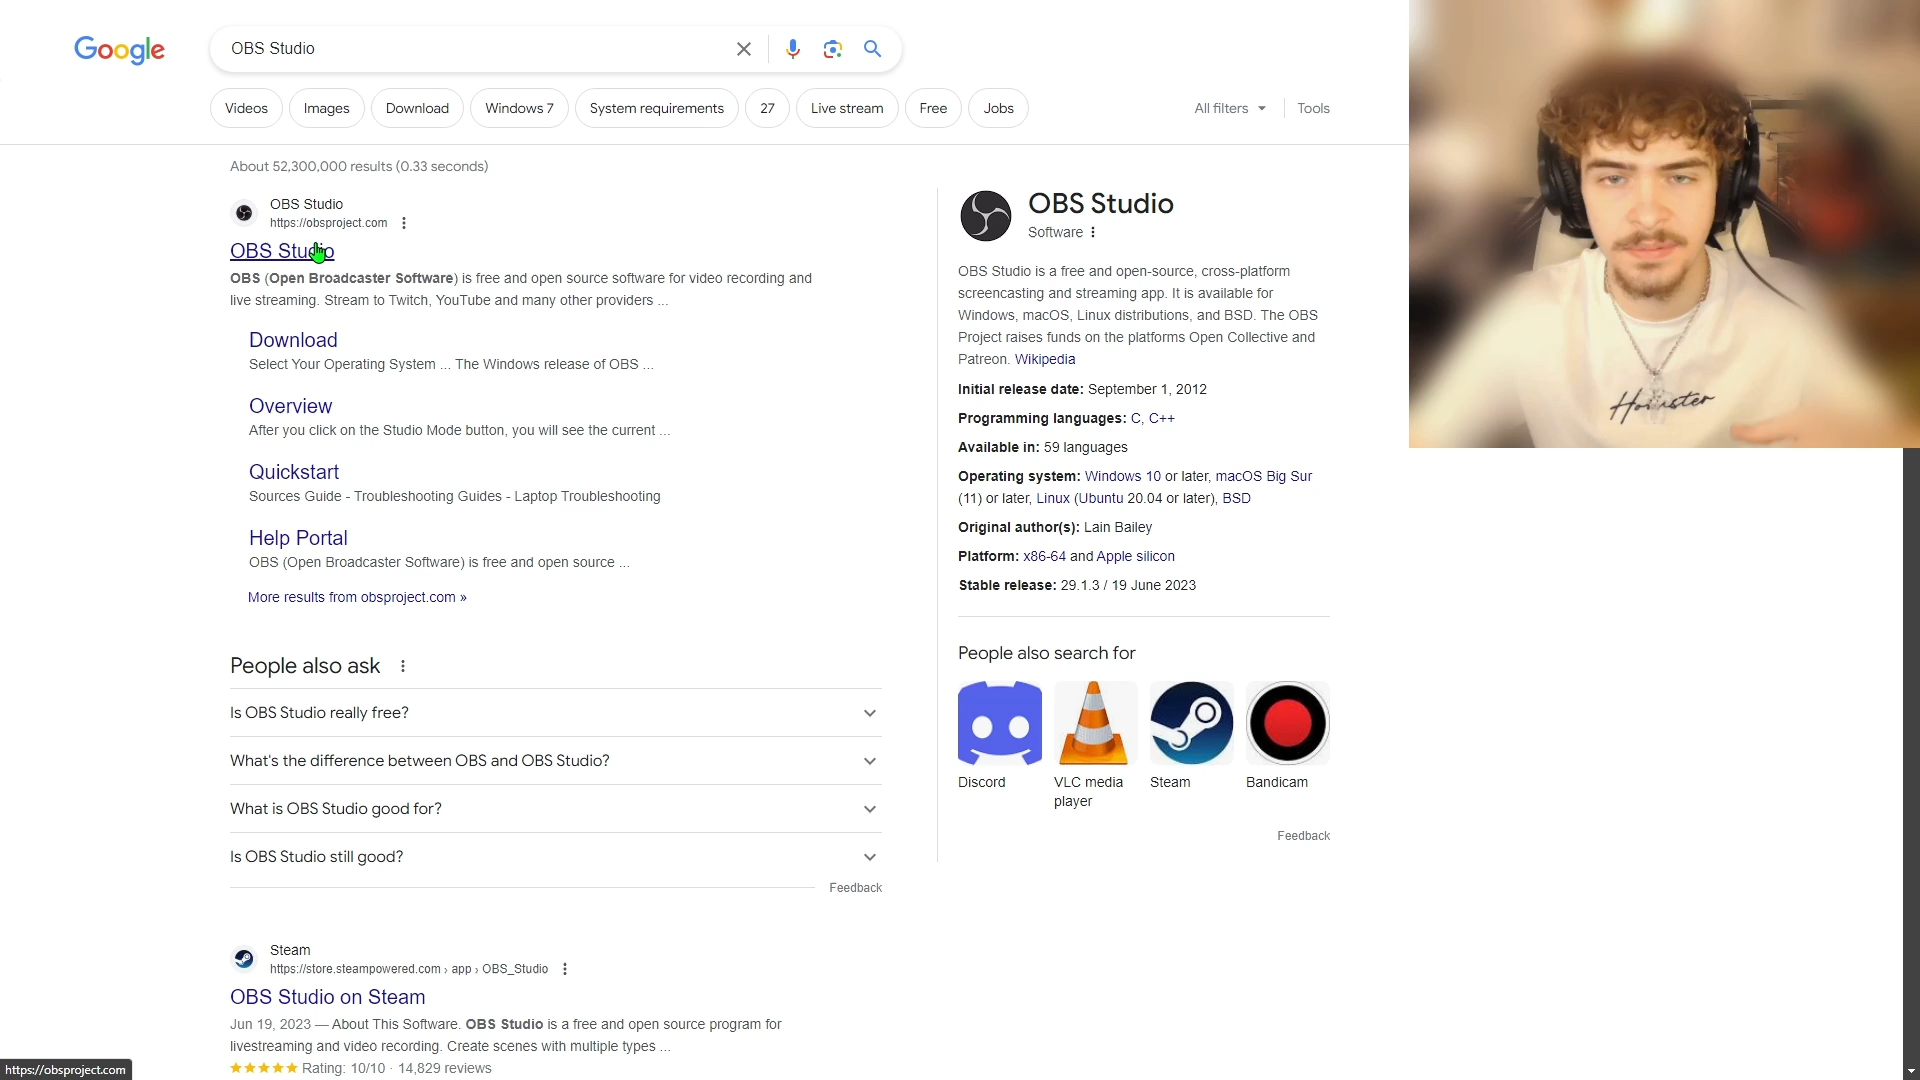 Google
OBS Studio
Videos
Images
Download
Windows 7
System requirements
27
Live stream
Free
Jobs
All filters
Tools
About 52,300,000 results (0.33 seconds)
OBS Studio
https://obsproject.com
OBS Studio
OBS (Open Broadcaster Software) is free and open source software for video recording and
live streaming. Stream to Twitch, YouTube and many other providers ...
Download
Select Your Operating System ... The Windows release of OBS ...
Overview
After you click on the Studio Mode button, you will see the current ...
Quickstart
Sources Guide - Troubleshooting Guides - Laptop Troubleshooting
Help Portal
OBS (Open Broadcaster Software) is free and open source ...
More results from obsproject.com »
People also ask
Is OBS Studio really free?
What's the difference between OBS and OBS Studio?
What is OBS Studio good for?
Is OBS Studio still good?
Feedback
Steam
https://store.steampowered.com › app › OBS_Studio
OBS Studio on Steam
Jun 19, 2023 — About This Software. OBS Studio is a free and open source program for
livestreaming and video recording. Create scenes with multiple types ...
Rating: 10/10 · 14,829 reviews
https://obsproject.com
OBS Studio
Software
OBS Studio is a free and open-source, cross-platform
screencasting and streaming app. It is available for
Windows, macOS, Linux distributions, and BSD. The OBS
Project raises funds on the platforms Open Collective and
Patreon. Wikipedia
Initial release date: September 1, 2012
Programming languages: C, C++
Available in: 59 languages
Operating system: Windows 10 or later, macOS Big Sur
(11) or later, Linux (Ubuntu 20.04 or later), BSD
Original author(s): Lain Bailey
Platform: x86-64 and Apple silicon
Stable release: 29.1.3 / 19 June 2023
People also search for
Discord
VLC media
player
Steam
Bandicam
Feedback